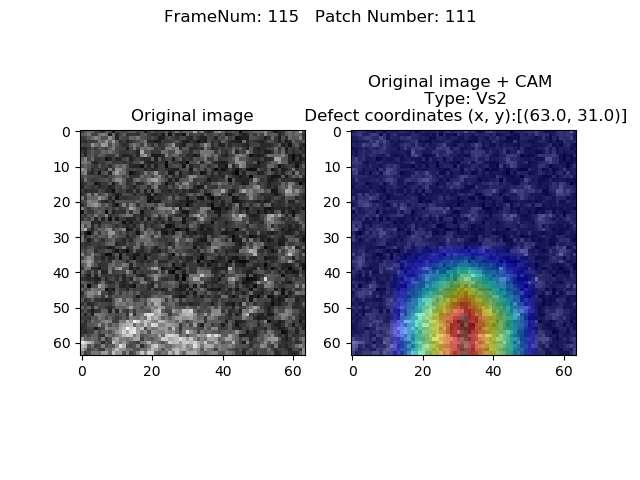 FrameNum: 115   Patch Number: 111
Original image
0
10
20
30
40
50
60
0 20 40 60
Original image + CAM
Type: Vs2
Defect coordinates (x, y):[(63.0, 31.0)]
0
10
20
30
40
50
60
0 20 40 60